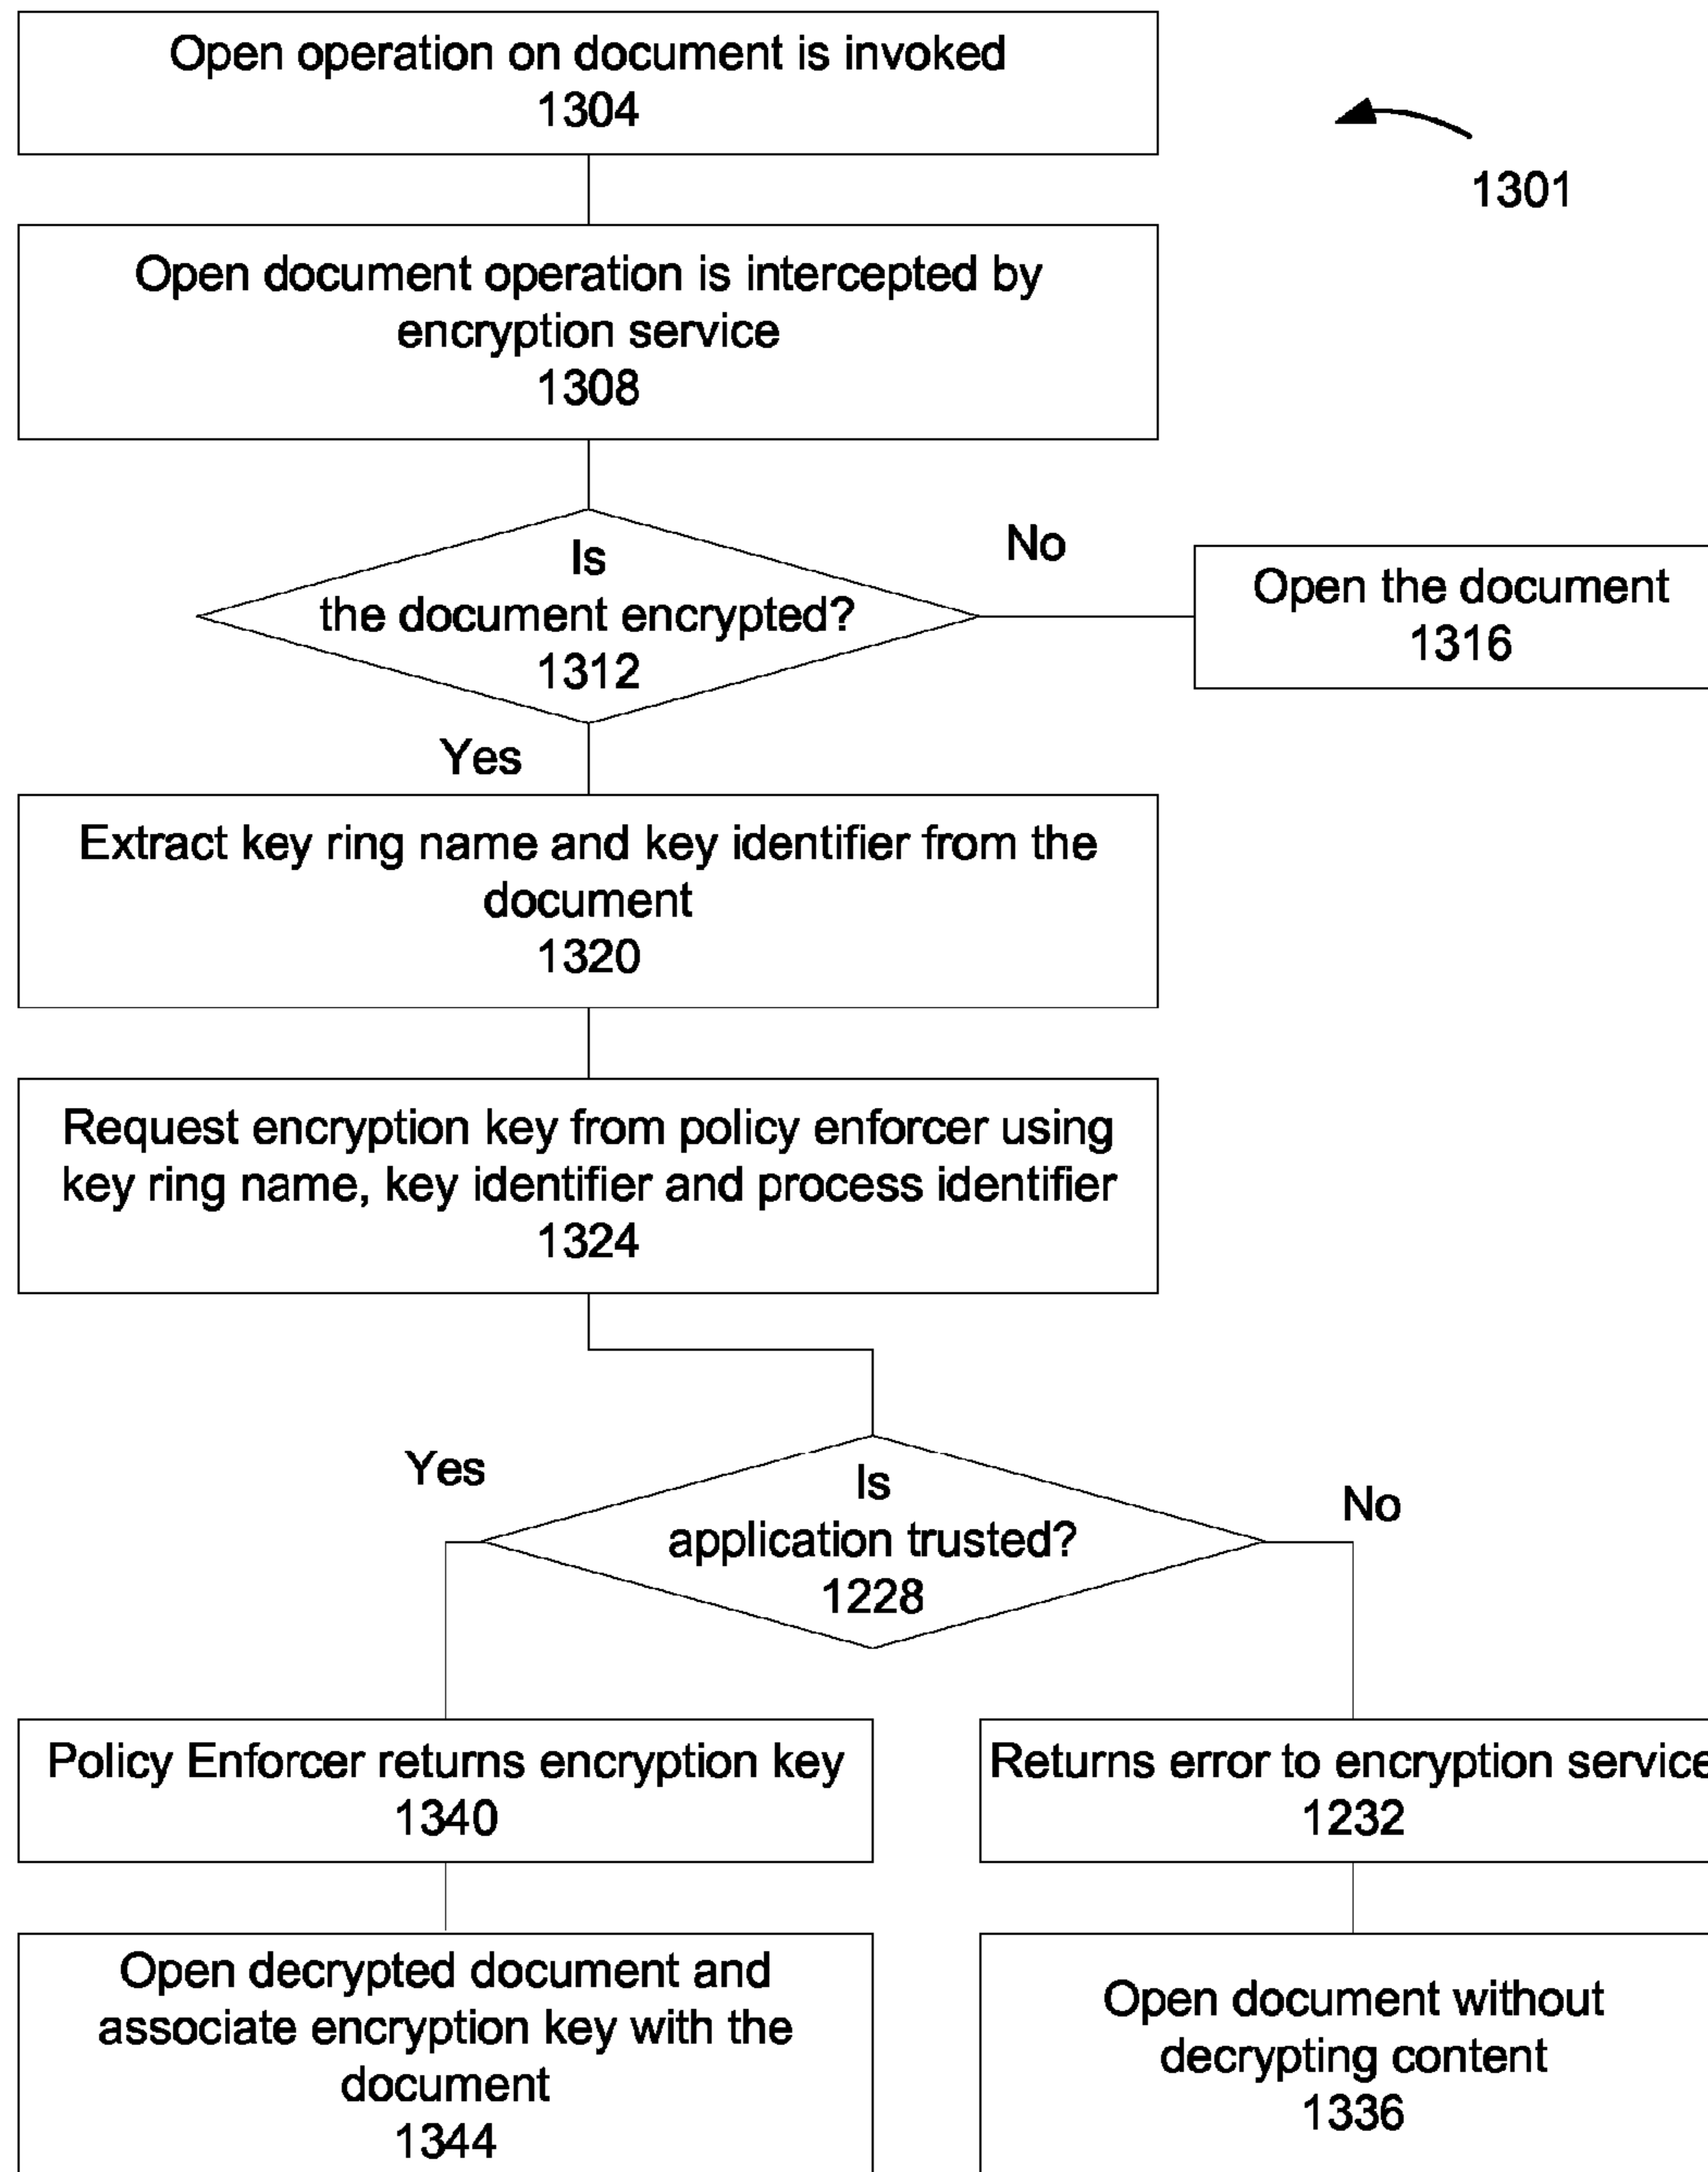 Open operation on document is invoked
1304
1301
Open document operation is intercepted by
encryption service
1308
Is
the document encrypted?
1312
No
Open the document
1316
Yes
Extract key ring name and key identifier from the
document
1320
Request encryption key from policy enforcer using
key ring name, key identifier and process identifier
1324
Is
application trusted?
1228
Yes
No
Policy Enforcer returns encryption key
1340
Returns error to encryption service
1232
Open decrypted document and
associate encryption key with the
document
1344
Open document without
decrypting content
1336